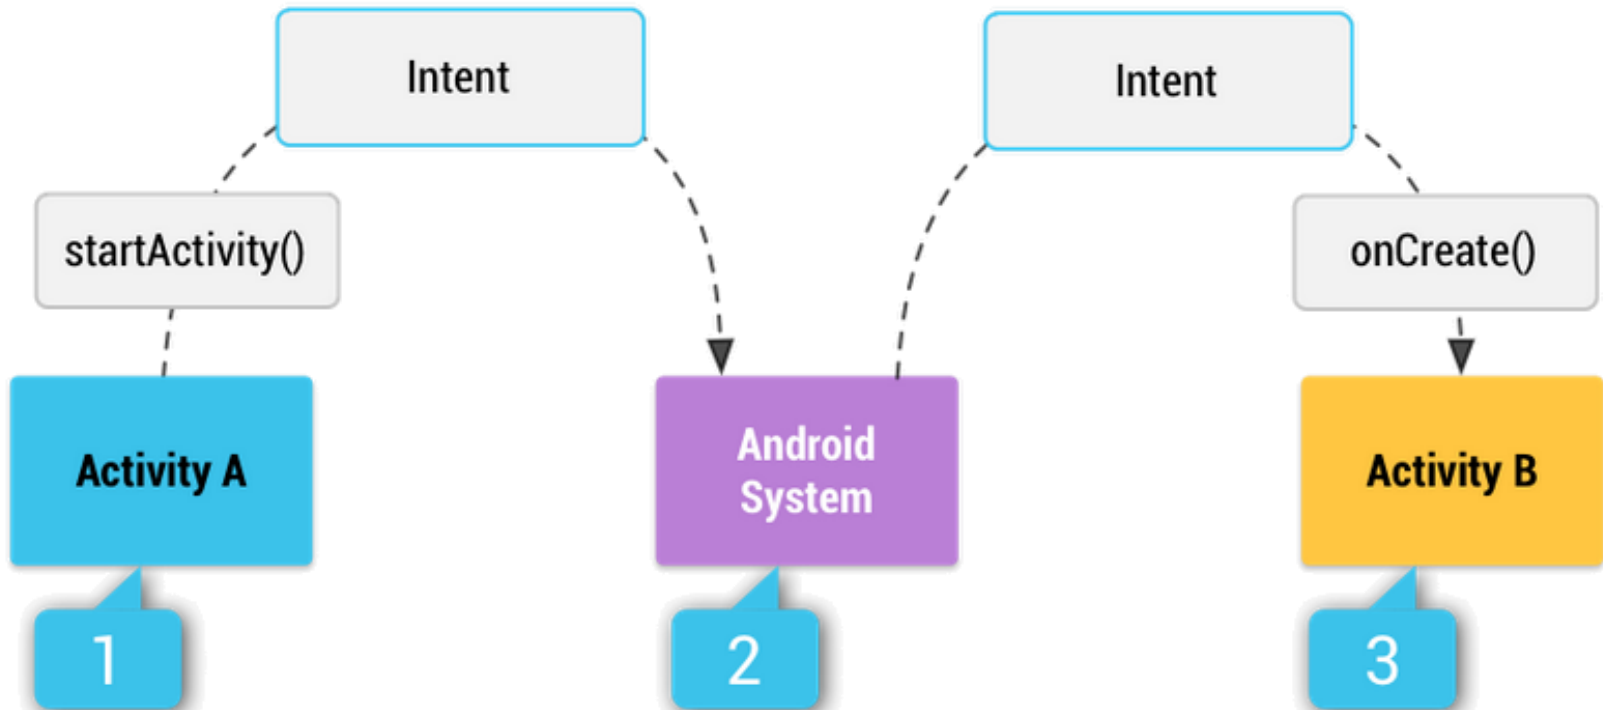 Intent
Intent
startActivity()
onCreate()
Activity A
Android
System
Activity B
1
2
3